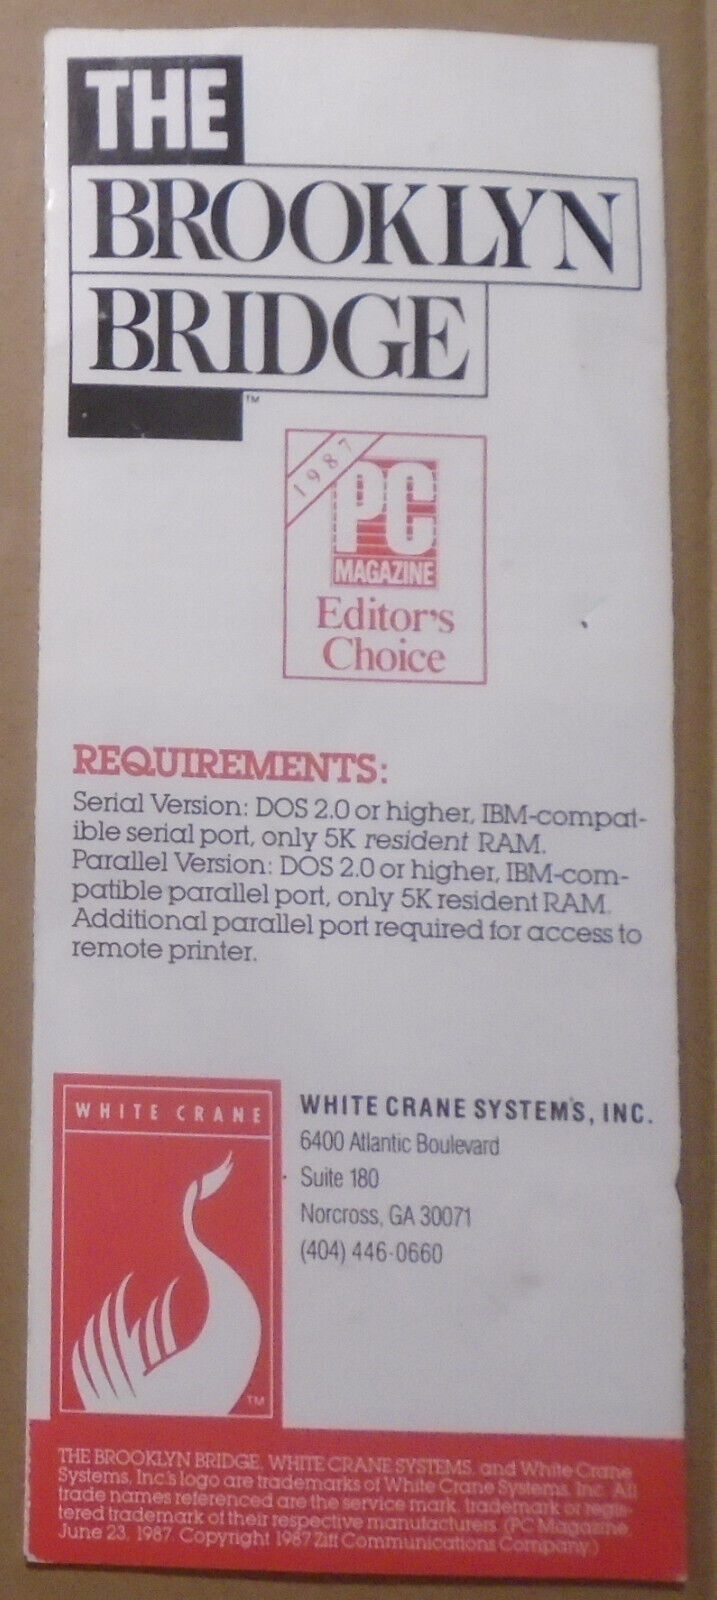 THE
BROOKLYN
BRIDGE
™
1987
PC
MAGAZINE
Editor's
Choice
REQUIREMENTS:
Serial Version: DOS 2.0 or higher, IBM-compat-
ible serial port, only 5K resident RAM.
Parallel Version: DOS 2.0 or higher, IBM-com-
patible parallel port, only 5K resident RAM.
Additional parallel port required for access to
remote printer.
WHITE CRANE
TM
WHITE CRANE SYSTEMS, INC.
6400 Atlantic Boulevard
Suite 180
Norcross, GA 30071
(404) 446-0660
THE BROOKLYN BRIDGE, WHITE CRANE SYSTEMS, and White Crane
Systems, Inc.'s logo are trademarks of White Crane Systems, Inc. All
trade names referenced are the service mark, trademark or regis-
tered trademark of their respective manufacturers. (PC Magazine,
June 23, 1987, Copyright 1987 Ziff Communications Company.)